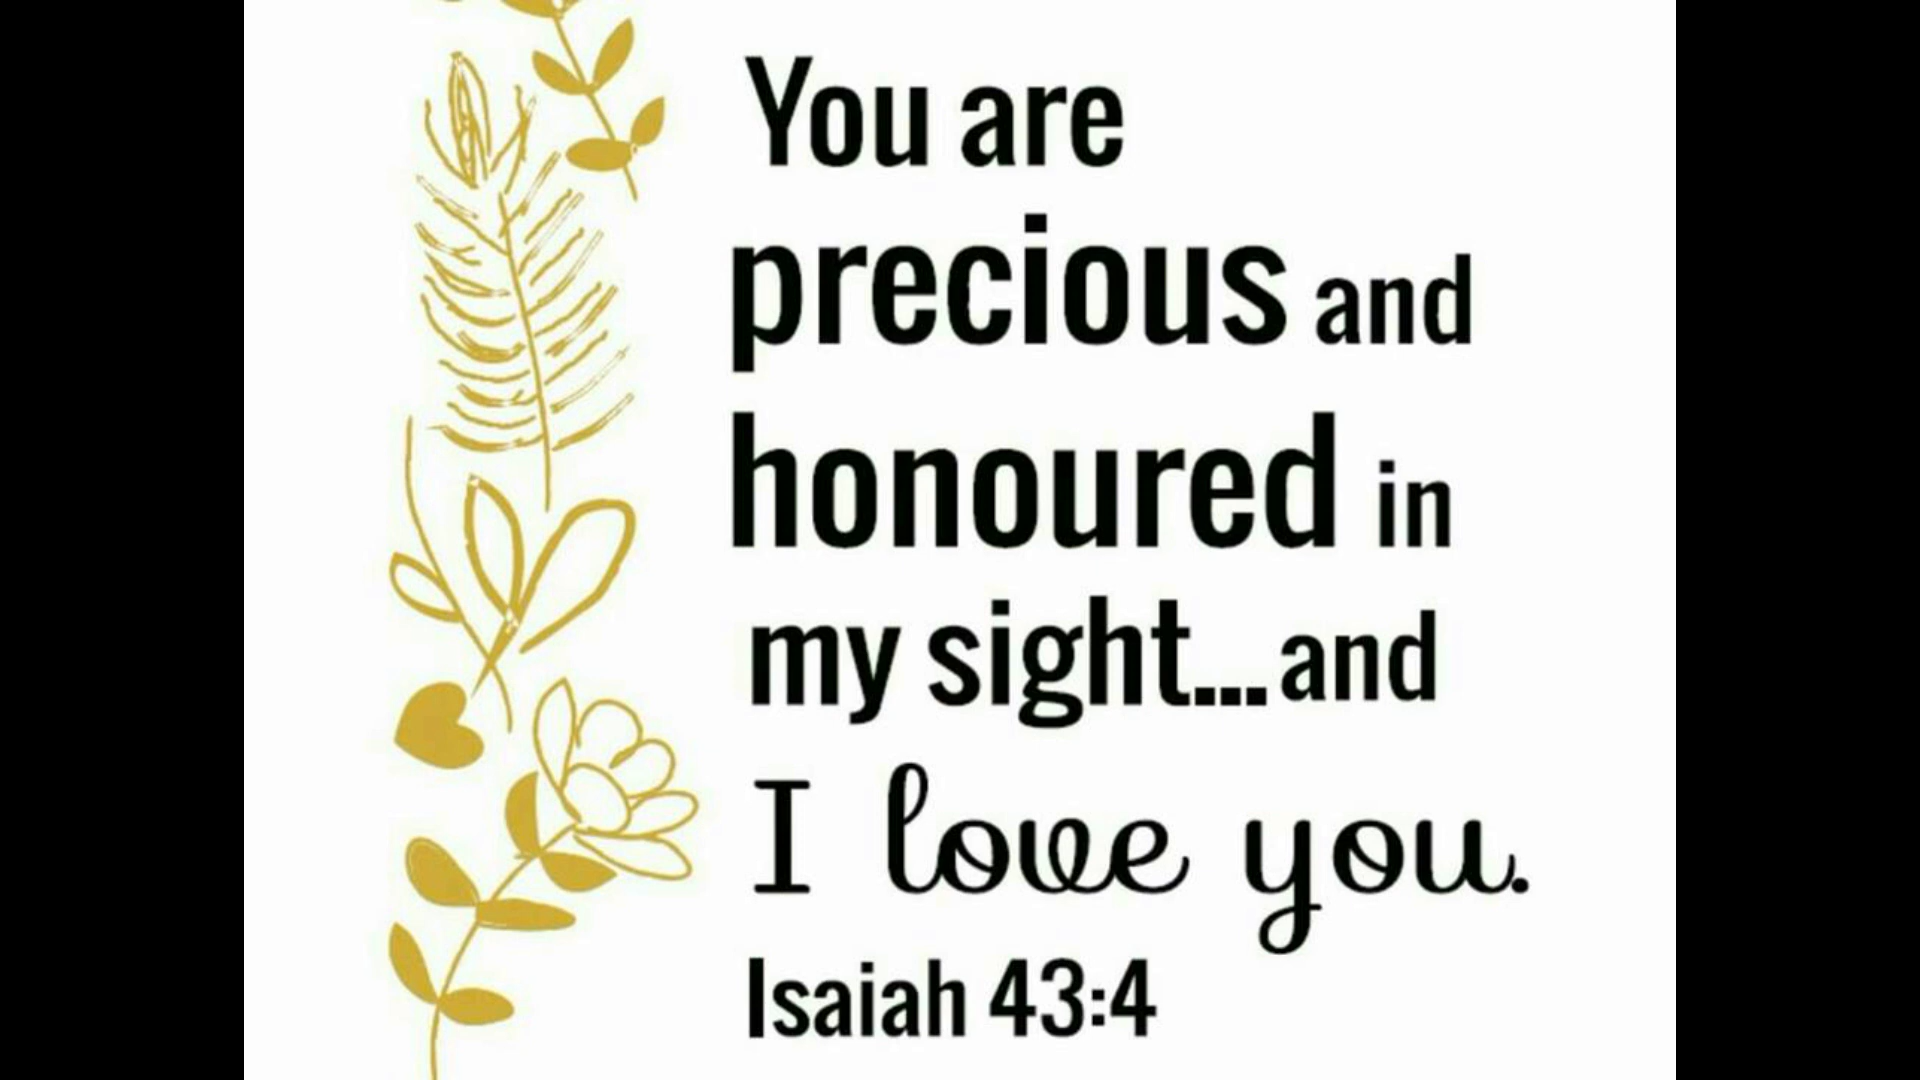 You are
precious and
honoured in
my sight...and
I love you.
Isaiah 43:4